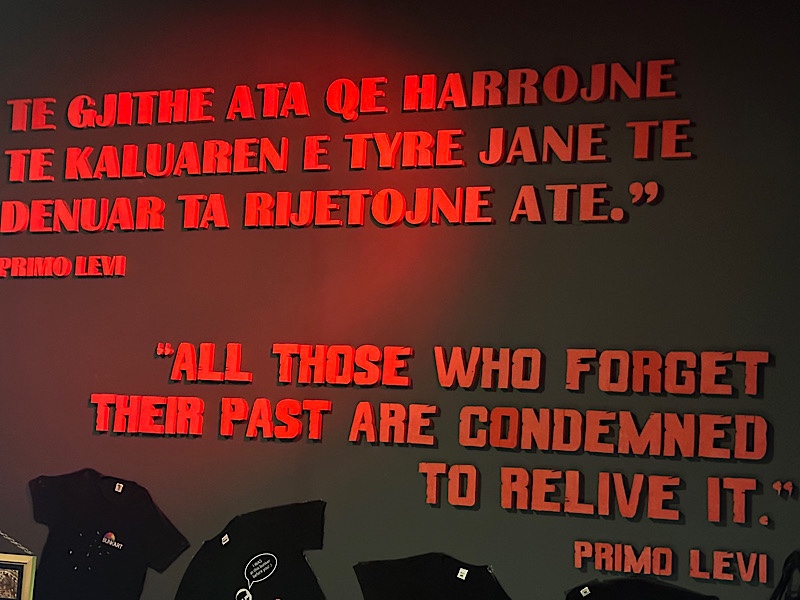 TE GJITHE ATA QE HARROJNE
TE KALUAREN E TYRE JANE TE
DENUAR TA RIJETOJNE ATE.”
PRIMO LEVI
“ALL THOSE WHO FORGET
THEIR PAST ARE CONDEMNED
TO RELIVE IT.“
PRIMO LEVI
BUNKART